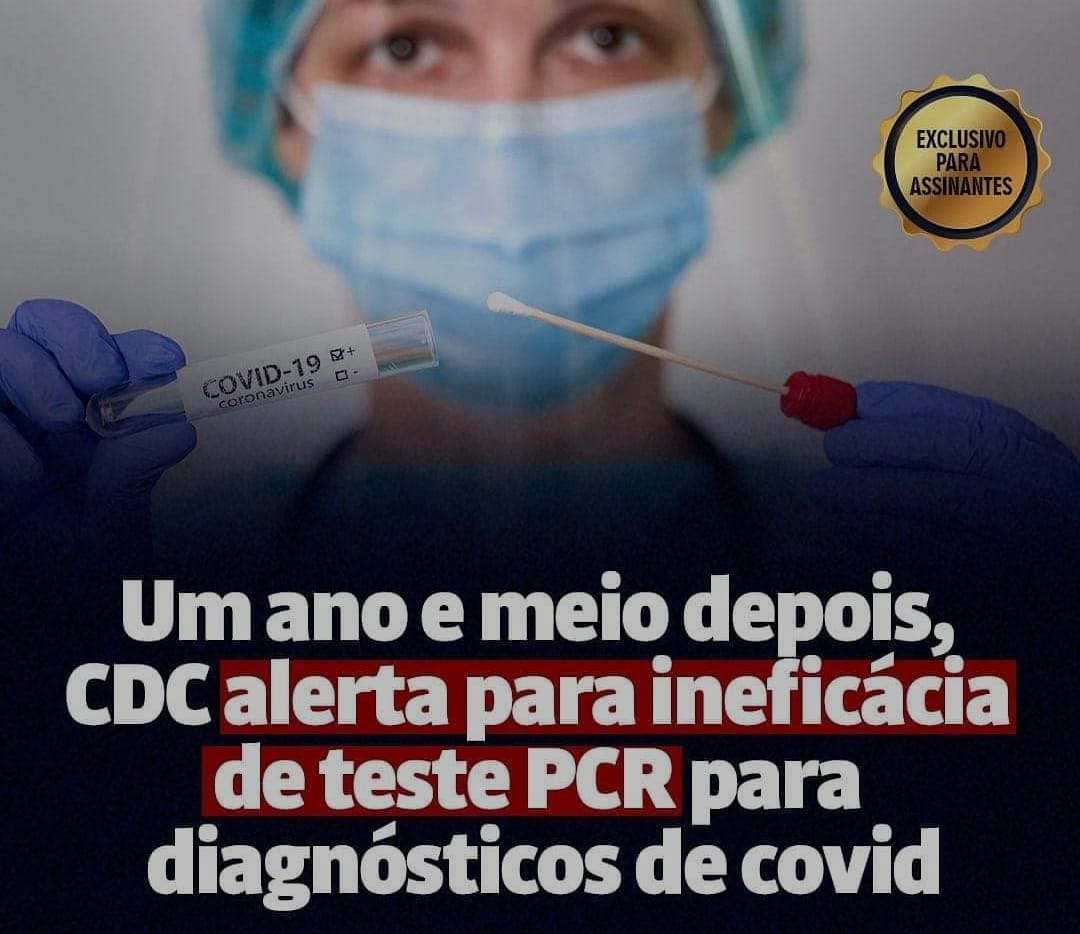 EXCLUSIVO
PARA
ASSINANTES
COVID-19 +
coronavirus -
Um ano e meio depois,
CDC alerta para ineficácia
de teste PCR para
diagnósticos de covid